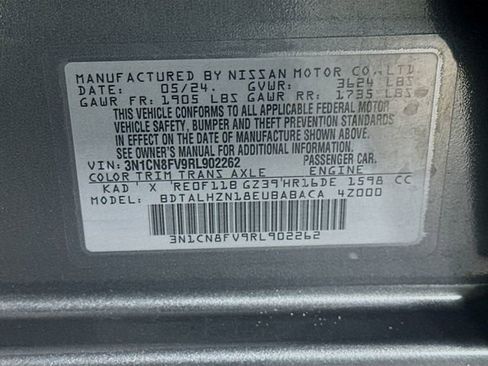 MANUFACTURED BY NISSAN MOTOR CO.,LTD.
DATE: 05/24. GVWR: 3624 LBS
GAWR FR: 1905 LBS GAWR RR: 1795 LBS
THIS VEHICLE CONFORMS TO ALL APPLICABLE FEDERAL MOTOR
VEHICLE SAFETY, BUMPER AND THEFT PREVENTION STANDARDS
IN EFFECT ON THE DATE OF MANUFACTURE SHOWN ABOVE.
SEE OWNER'S MANUAL FOR ADDITIONAL INFORMATION.
VIN: 3N1CN8FV9RL902262 PASSENGER CAR
COLOR TRIM TRANS AXLE ENGINE
KAD X RE0F11B GZ39 HR16DE 1598 CC
MODEL: BDTALHZN18EUBABACA 4Z000
3N1CN8FV9RL902262